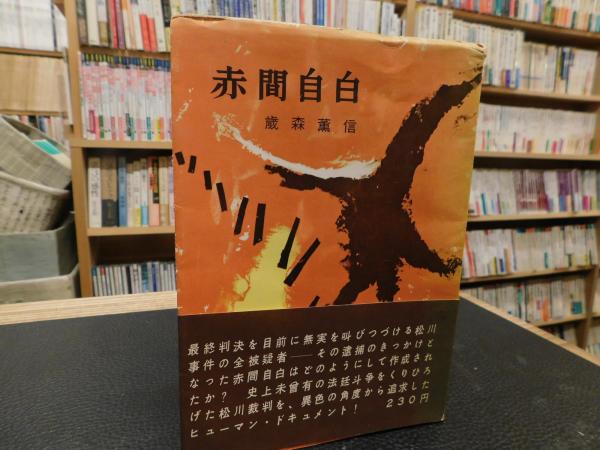 赤間自白
歳森薫信
最終判決を目前に無実を叫びつづける松川
事件の全被疑者――その逮捕のきっかけと
なった赤間自白はどのようにして作成され
たか？　史上未曽有の法廷斗争をくりひろ
げた松川裁判を、異色の角度から追求した
ヒューマン・ドキュメント！　230円